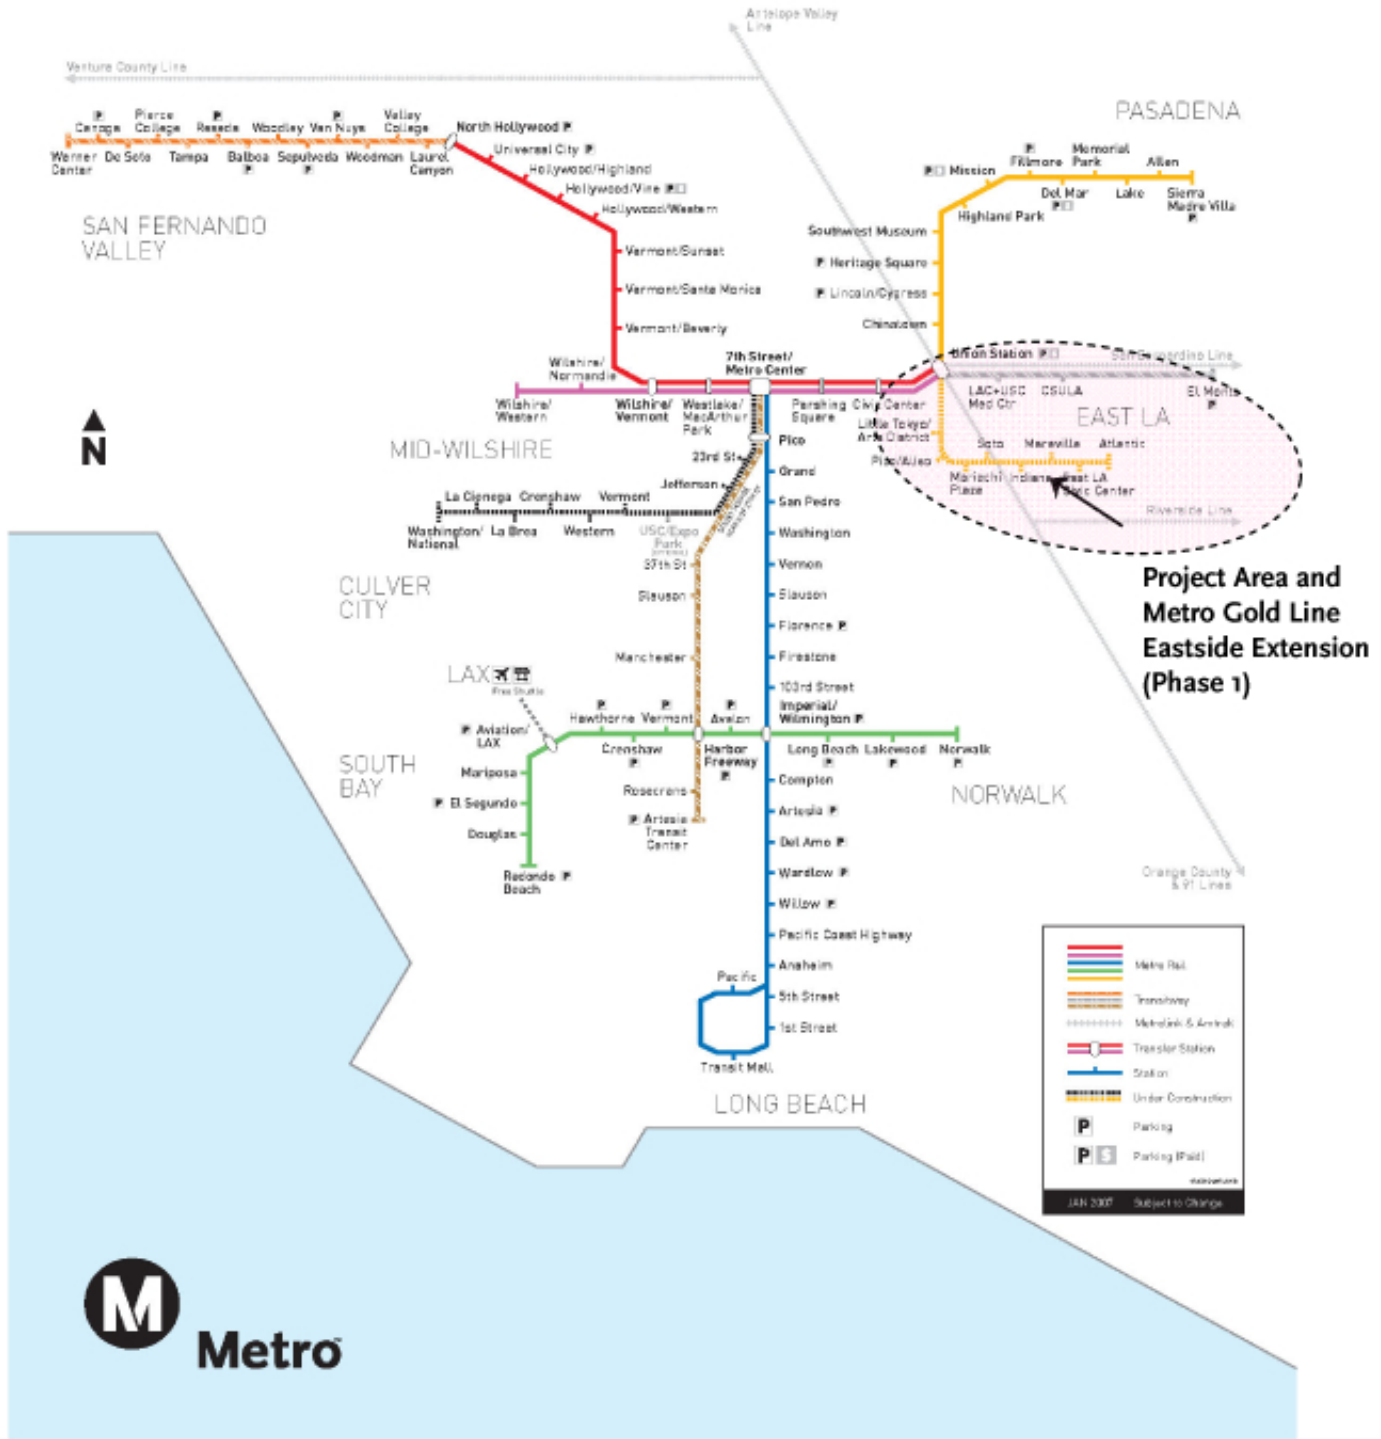 Antelope Valley
Line
Ventura County Line
PASADENA
Canoga
Pierce
College
Reseda
Woodley
Van Nuys
Valley
College
North Hollywood P
Warner
Center
De Soto
Tampa
Balboa
Sepulveda
Woodman
Laurel
Canyon
Universal City P
Hollywood/Highland
Hollywood/Vine P
Hollywood/Western
SAN FERNANDO
VALLEY
Vermont/Sunset
Vermont/Santa Monica
Vermont/Beverly
Mission
Fillmore
Memorial
Park
Allen
Highland Park
Del Mar
Lake
Sierra
Madre Villa
Southwest Museum
P Heritage Square
P Lincoln/Cypress
Chinatown
Union Station P
San Bernardino Line
Wilshire/
Normandie
7th Street/
Metro Center
Wilshire/
Western
Wilshire/
Vermont
Westlake/
MacArthur
Park
Pershing
Square
Civic Center
LAC+USC
Med Ctr
CSULA
El Monte
P
EAST LA
Little Tokyo/
Arts District
Pico/Aliso
Soto
Maravilla
Atlantic
Mariachi
Plaza
Indiana
East LA
Civic Center
Riverside Line
N
MID-WILSHIRE
Pico
23rd St
Jefferson
Grand
San Pedro
Washington
Vernon
Slauson
Florence P
Firestone
103rd Street
Imperial/
Wilmington P
La Cienega
Crenshaw
Vermont
Washington/
National
La Brea
Western
USC/Expo
Park
37th St
Slauson
Manchester
CULVER
CITY
Project Area and
Metro Gold Line
Eastside Extension
(Phase 1)
LAX
Free Shuttle
P Aviation/
LAX
Hawthorne
Vermont
Avalon
Crenshaw
P
Harbor
Freeway
P
Long Beach
P
Lakewood
P
Norwalk
P
SOUTH
BAY
Mariposa
P El Segundo
Douglas
Redondo P
Beach
Rosecrans
P Artesia
Transit
Center
NORWALK
Compton
Artesia P
Del Amo P
Wardlow P
Willow P
Pacific Coast Highway
Anaheim
Pacific
5th Street
1st Street
Transit Mall
LONG BEACH
Orange County
& 91 Lines
Metro Rail
Transitway
Metrolink & Amtrak
Transfer Station
Station
Under Construction
P Parking
P $ Parking (Paid)
JAN 2007 Subject to Change
M
Metro